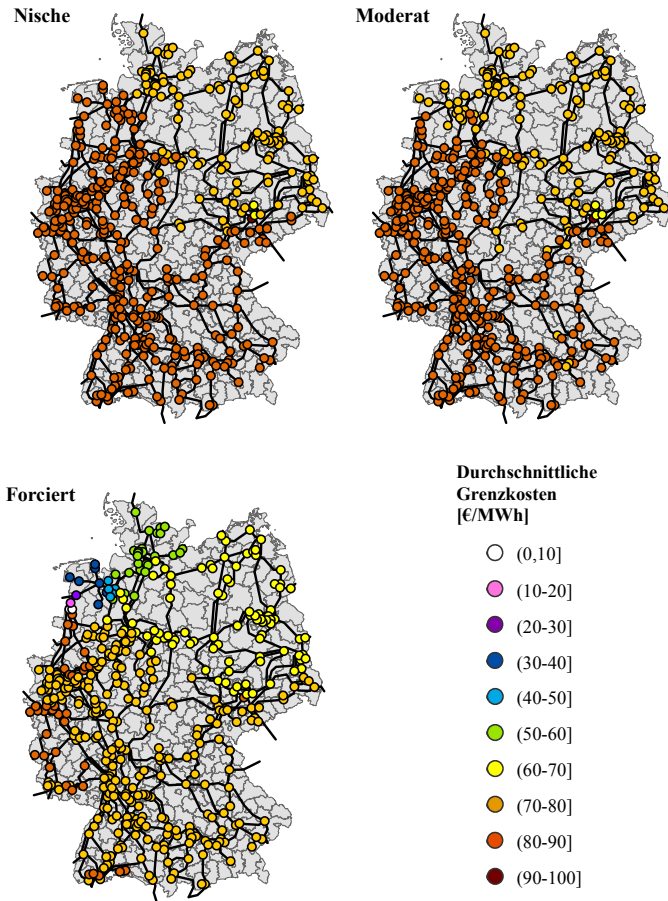 Nische
Moderat
Forciert
Durchschnittliche
Grenzkosten
[€/MWh]
(0,10]
(10-20]
(20-30]
(30-40]
(40-50]
(50-60]
(60-70]
(70-80]
(80-90]
(90-100]